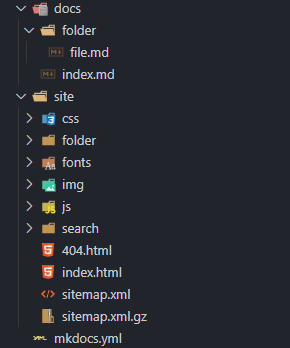 docs
folder
file.md
index.md
site
css
folder
fonts
img
js
search
404.html
index.html
sitemap.xml
sitemap.xml.gz
mkdocs.yml